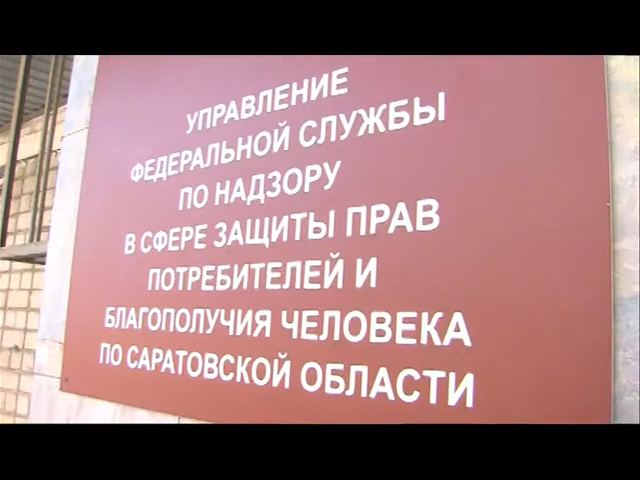 УПРАВЛЕНИЕ
ФЕДЕРАЛЬНОЙ СЛУЖБЫ
ПО НАДЗОРУ
В СФЕРЕ ЗАЩИТЫ ПРАВ
ПОТРЕБИТЕЛЕЙ И
БЛАГОПОЛУЧИЯ ЧЕЛОВЕКА
ПО САРАТОВСКОЙ ОБЛАСТИ